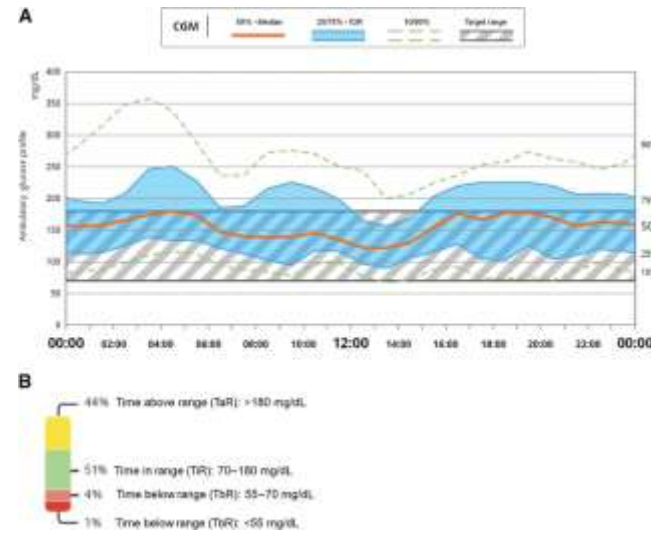 A
CGM
50% - Median
25/75% - IQR
10/90%
Target range
mg/dL
Ambulatory glucose profile
400
350
300
250
200
150
100
50
0
90
75
50
25
10
00:00 02:00 04:00 06:00 08:00 10:00 12:00 14:00 16:00 18:00 20:00 22:00 00:00
B
44% Time above range (TaR): >180 mg/dL
51% Time in range (TiR): 70–180 mg/dL
4% Time below range (TbR): 55–70 mg/dL
1% Time below range (TbR): <55 mg/dL